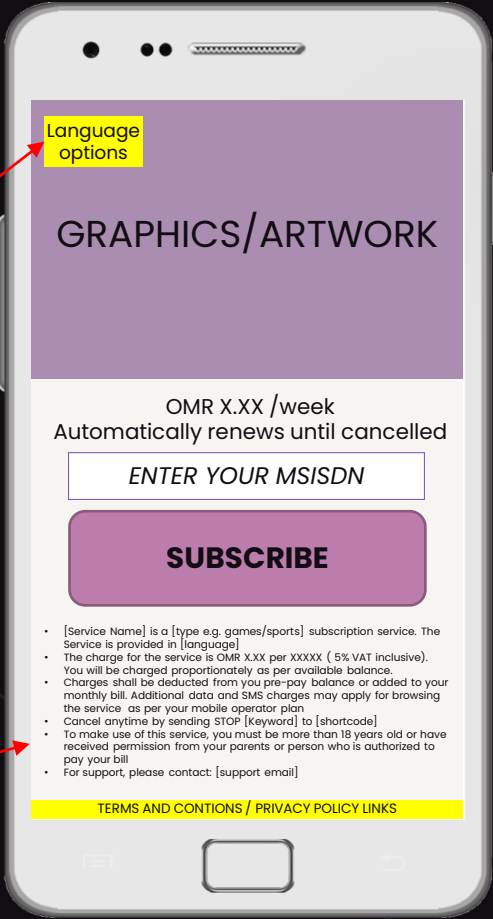 Language
options
GRAPHICS/ARTWORK
OMR X.XX /week
Automatically renews until cancelled
ENTER YOUR MSISDN
SUBSCRIBE
• [Service Name] is a [type e.g. games/sports] subscription service. The
Service is provided in [language]
• The charge for the service is OMR X.XX per XXXXX ( 5% VAT inclusive).
You will be charged proportionately as per available balance.
• Charges shall be deducted from you pre-pay balance or added to your
monthly bill. Additional data and SMS charges may apply for browsing
the service as per your mobile operator plan
• Cancel anytime by sending STOP [Keyword] to [shortcode]
• To make use of this service, you must be more than 18 years old or have
received permission from your parents or person who is authorized to
pay your bill
• For support, please contact: [support email]
TERMS AND CONTIONS / PRIVACY POLICY LINKS